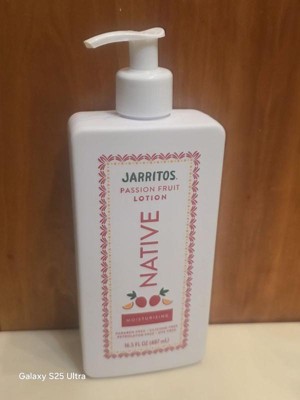 JARRITOS
PASSION FRUIT
LOTION
NATIVE
MOISTURIZING
16.5 FL OZ (487 mL)
Galaxy S25 Ultra